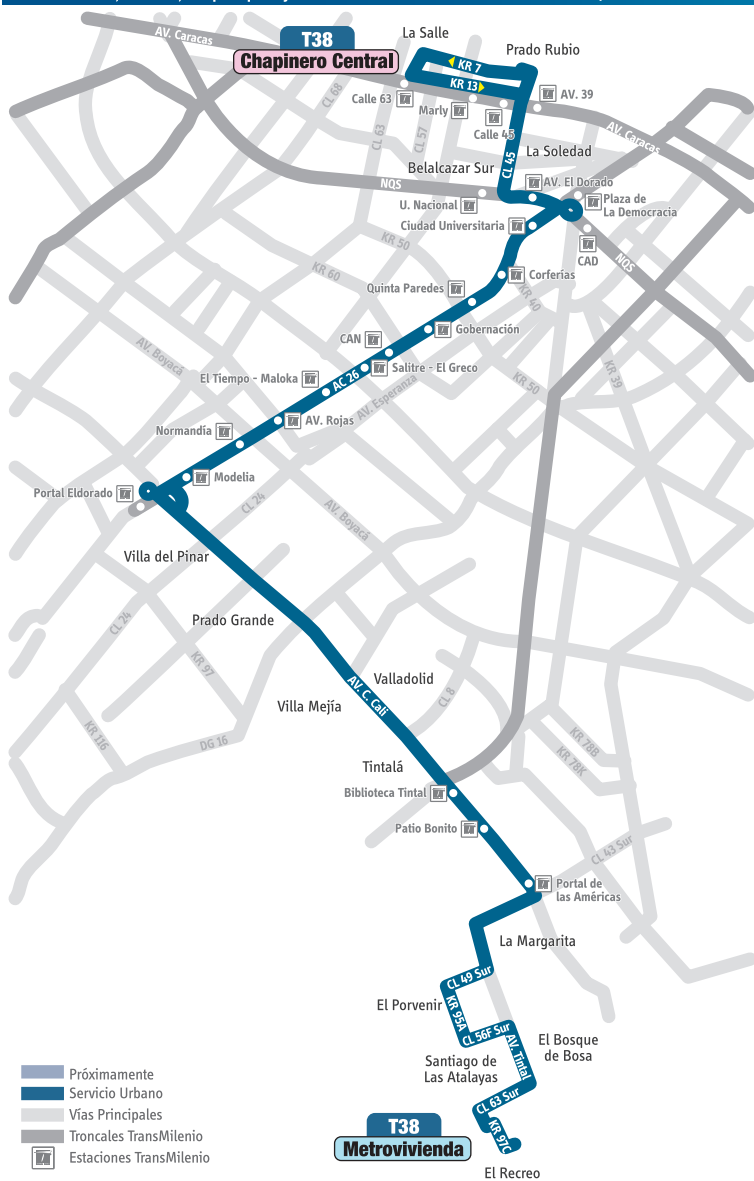 T38
Chapinero Central
La Salle
Prado Rubio
AV. Caracas
KR 7
KR 13
CL 68
Calle 63
Marly
Calle 45
AV. 39
AV. Caracas
CL 63
CL 57
CL 45
La Soledad
Belalcazar Sur
NQS
AV. El Dorado
U. Nacional
Plaza de
La Democracia
Ciudad Universitaria
CAD
NQS
KR 50
KR 60
Corferias
Quinta Paredes
KR 40
Gobernación
CAN
AV. Boyacá
Salitre - El Greco
El Tiempo - Maloka
AC 26
AV. Esperanza
KR 50
KR 39
AV. Rojas
Normandía
Modelia
Portal Eldorado
CL 24
AV. Boyacá
Villa del Pinar
CL 24
Prado Grande
KR 97
Valladolid
AV. C. Cali
CL 8
Villa Mejía
KR 116
DG 16
KR 78B
KR 78K
Tintalá
Biblioteca Tintal
Patio Bonito
CL 43 Sur
Portal de
las Américas
La Margarita
CL 49 Sur
El Porvenir
KR 95A
CL 56F Sur
AV. Tintal
El Bosque
de Bosa
Santiago de
Las Atalayas
CL 63 Sur
KR 97C
T38
Metrovivienda
El Recreo
Próximamente
Servicio Urbano
Vías Principales
Troncales TransMilenio
Estaciones TransMilenio